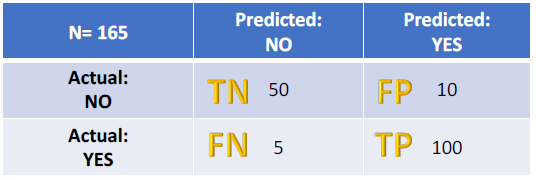 N= 165
Predicted:
NO
Predicted:
YES
Actual:
NO
TN 50
FP 10
Actual:
YES
FN 5
TP 100